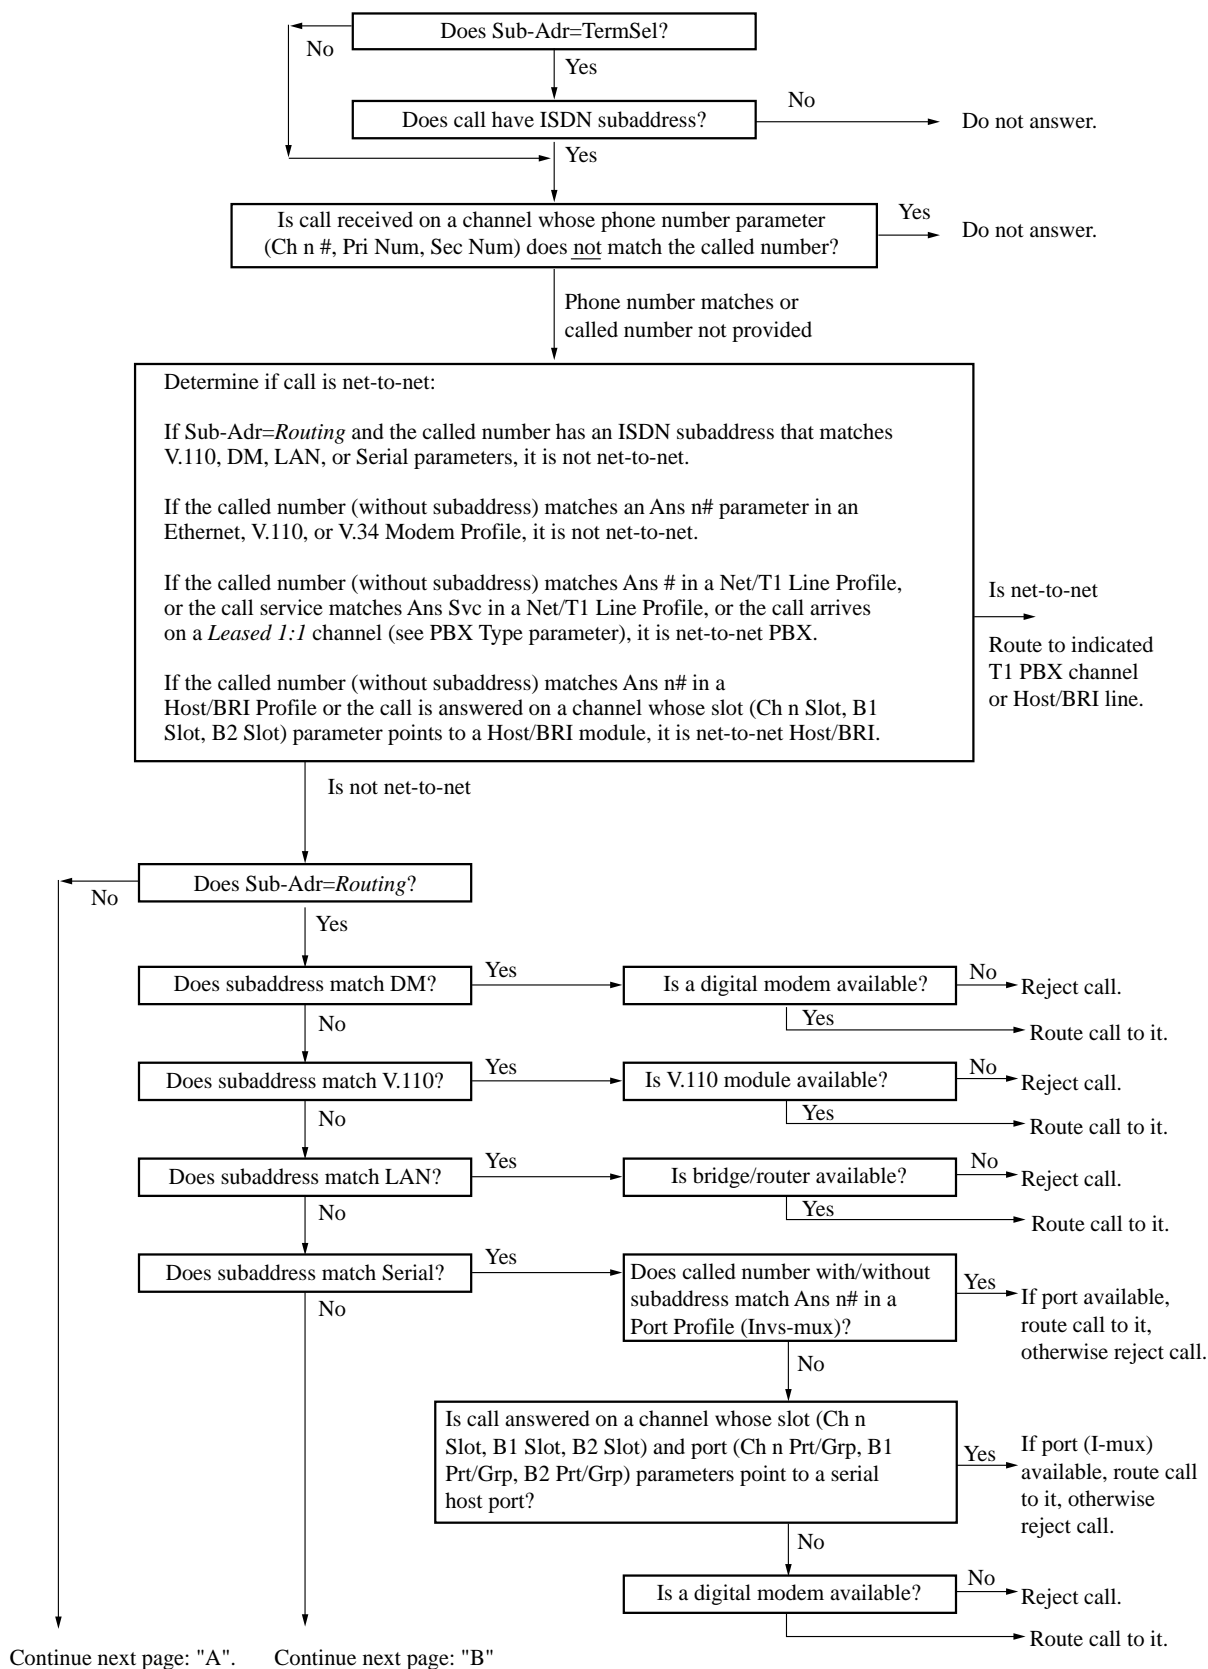 Does Sub-Adr=TermSel?
No
Yes
Does call have ISDN subaddress?
No
Do not answer.
Yes
Is call received on a channel whose phone number parameter
(Ch n #, Pri Num, Sec Num) does not match the called number?
Yes
Do not answer.
Phone number matches or
called number not provided
Determine if call is net-to-net:
If Sub-Adr=Routing and the called number has an ISDN subaddress that matches
V.110, DM, LAN, or Serial parameters, it is not net-to-net.
If the called number (without subaddress) matches an Ans n# parameter in an
Ethernet, V.110, or V.34 Modem Profile, it is not net-to-net.
If the called number (without subaddress) matches Ans # in a Net/T1 Line Profile,
or the call service matches Ans Svc in a Net/T1 Line Profile, or the call arrives
on a Leased 1:1 channel (see PBX Type parameter), it is net-to-net PBX.
If the called number (without subaddress) matches Ans n# in a
Host/BRI Profile or the call is answered on a channel whose slot (Ch n Slot, B1
Slot, B2 Slot) parameter points to a Host/BRI module, it is net-to-net Host/BRI.
Is net-to-net
Route to indicated
T1 PBX channel
or Host/BRI line.
Is not net-to-net
Does Sub-Adr=Routing?
No
Yes
Does subaddress match DM?
Yes
Is a digital modem available?
No
Reject call.
Yes
Route call to it.
No
Does subaddress match V.110?
Yes
Is V.110 module available?
No
Reject call.
Yes
Route call to it.
No
Does subaddress match LAN?
Yes
Is bridge/router available?
No
Reject call.
Yes
Route call to it.
No
Does subaddress match Serial?
Yes
Does called number with/without
subaddress match Ans n# in a
Port Profile (Invs-mux)?
Yes
If port available,
route call to it,
otherwise reject call.
No
No
Is call answered on a channel whose slot (Ch n
Slot, B1 Slot, B2 Slot) and port (Ch n Prt/Grp, B1
Prt/Grp, B2 Prt/Grp) parameters point to a serial
host port?
Yes
If port (I-mux)
available, route call
to it, otherwise
reject call.
No
Is a digital modem available?
No
Reject call.
Yes
Route call to it.
Continue next page: "A".
Continue next page: "B"